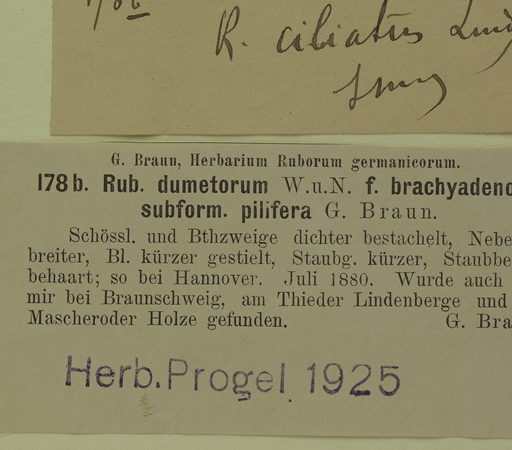 R. ciliatus Lindb
G. Braun, Herbarium Ruborum germanicorum.
178b. Rub. dumetorum W.u.N. f. brachyadeno
subform. pilifera G. Braun.
Schössl. und Bthzweige dichter bestachelt, Nebe
breiter, Bl. kürzer gestielt, Staubg. kürzer, Staubbe
behaart; so bei Hannover. Juli 1880. Wurde auch
mir bei Braunschweig, am Thieder Lindenberge und
Mascheroder Holze gefunden. G. Bra
Herb. Progel 1925